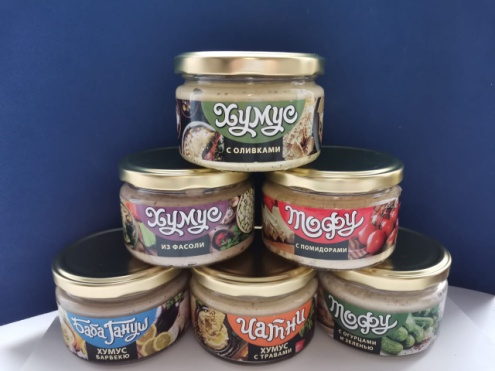 Хумус
С ОЛИВКАМИ
Хумус
ИЗ ФАСОЛИ
Тофу
С ПОМИДОРАМИ
Баба Гануш
ХУМУС
БАРБЕКЮ
Чатни
ХУМУС
С ТРАВАМИ
Тофу
С ОГУРЦАМИ
И ЗЕЛЕНЬЮ